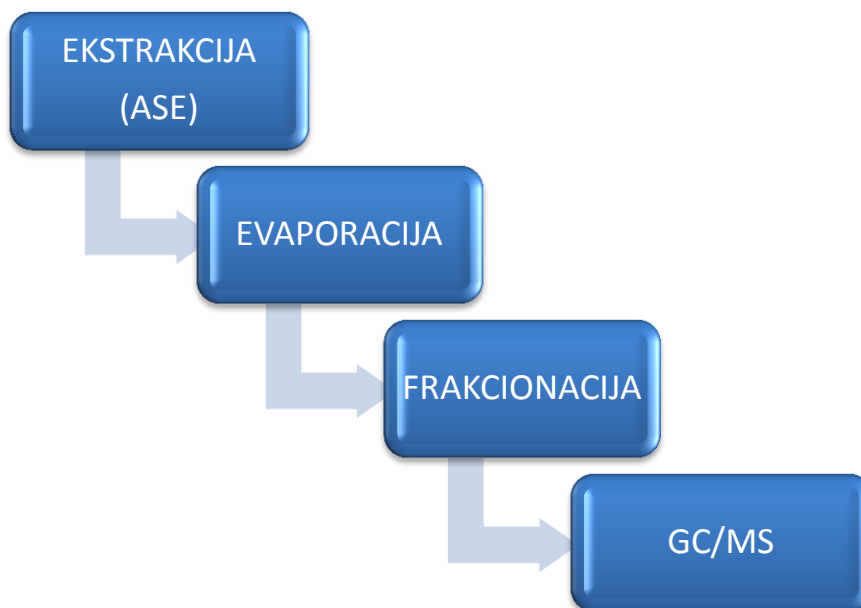 EKSTRAKCIJA
(ASE)
EVAPORACIJA
FRAKCIONACIJA
GC/MS